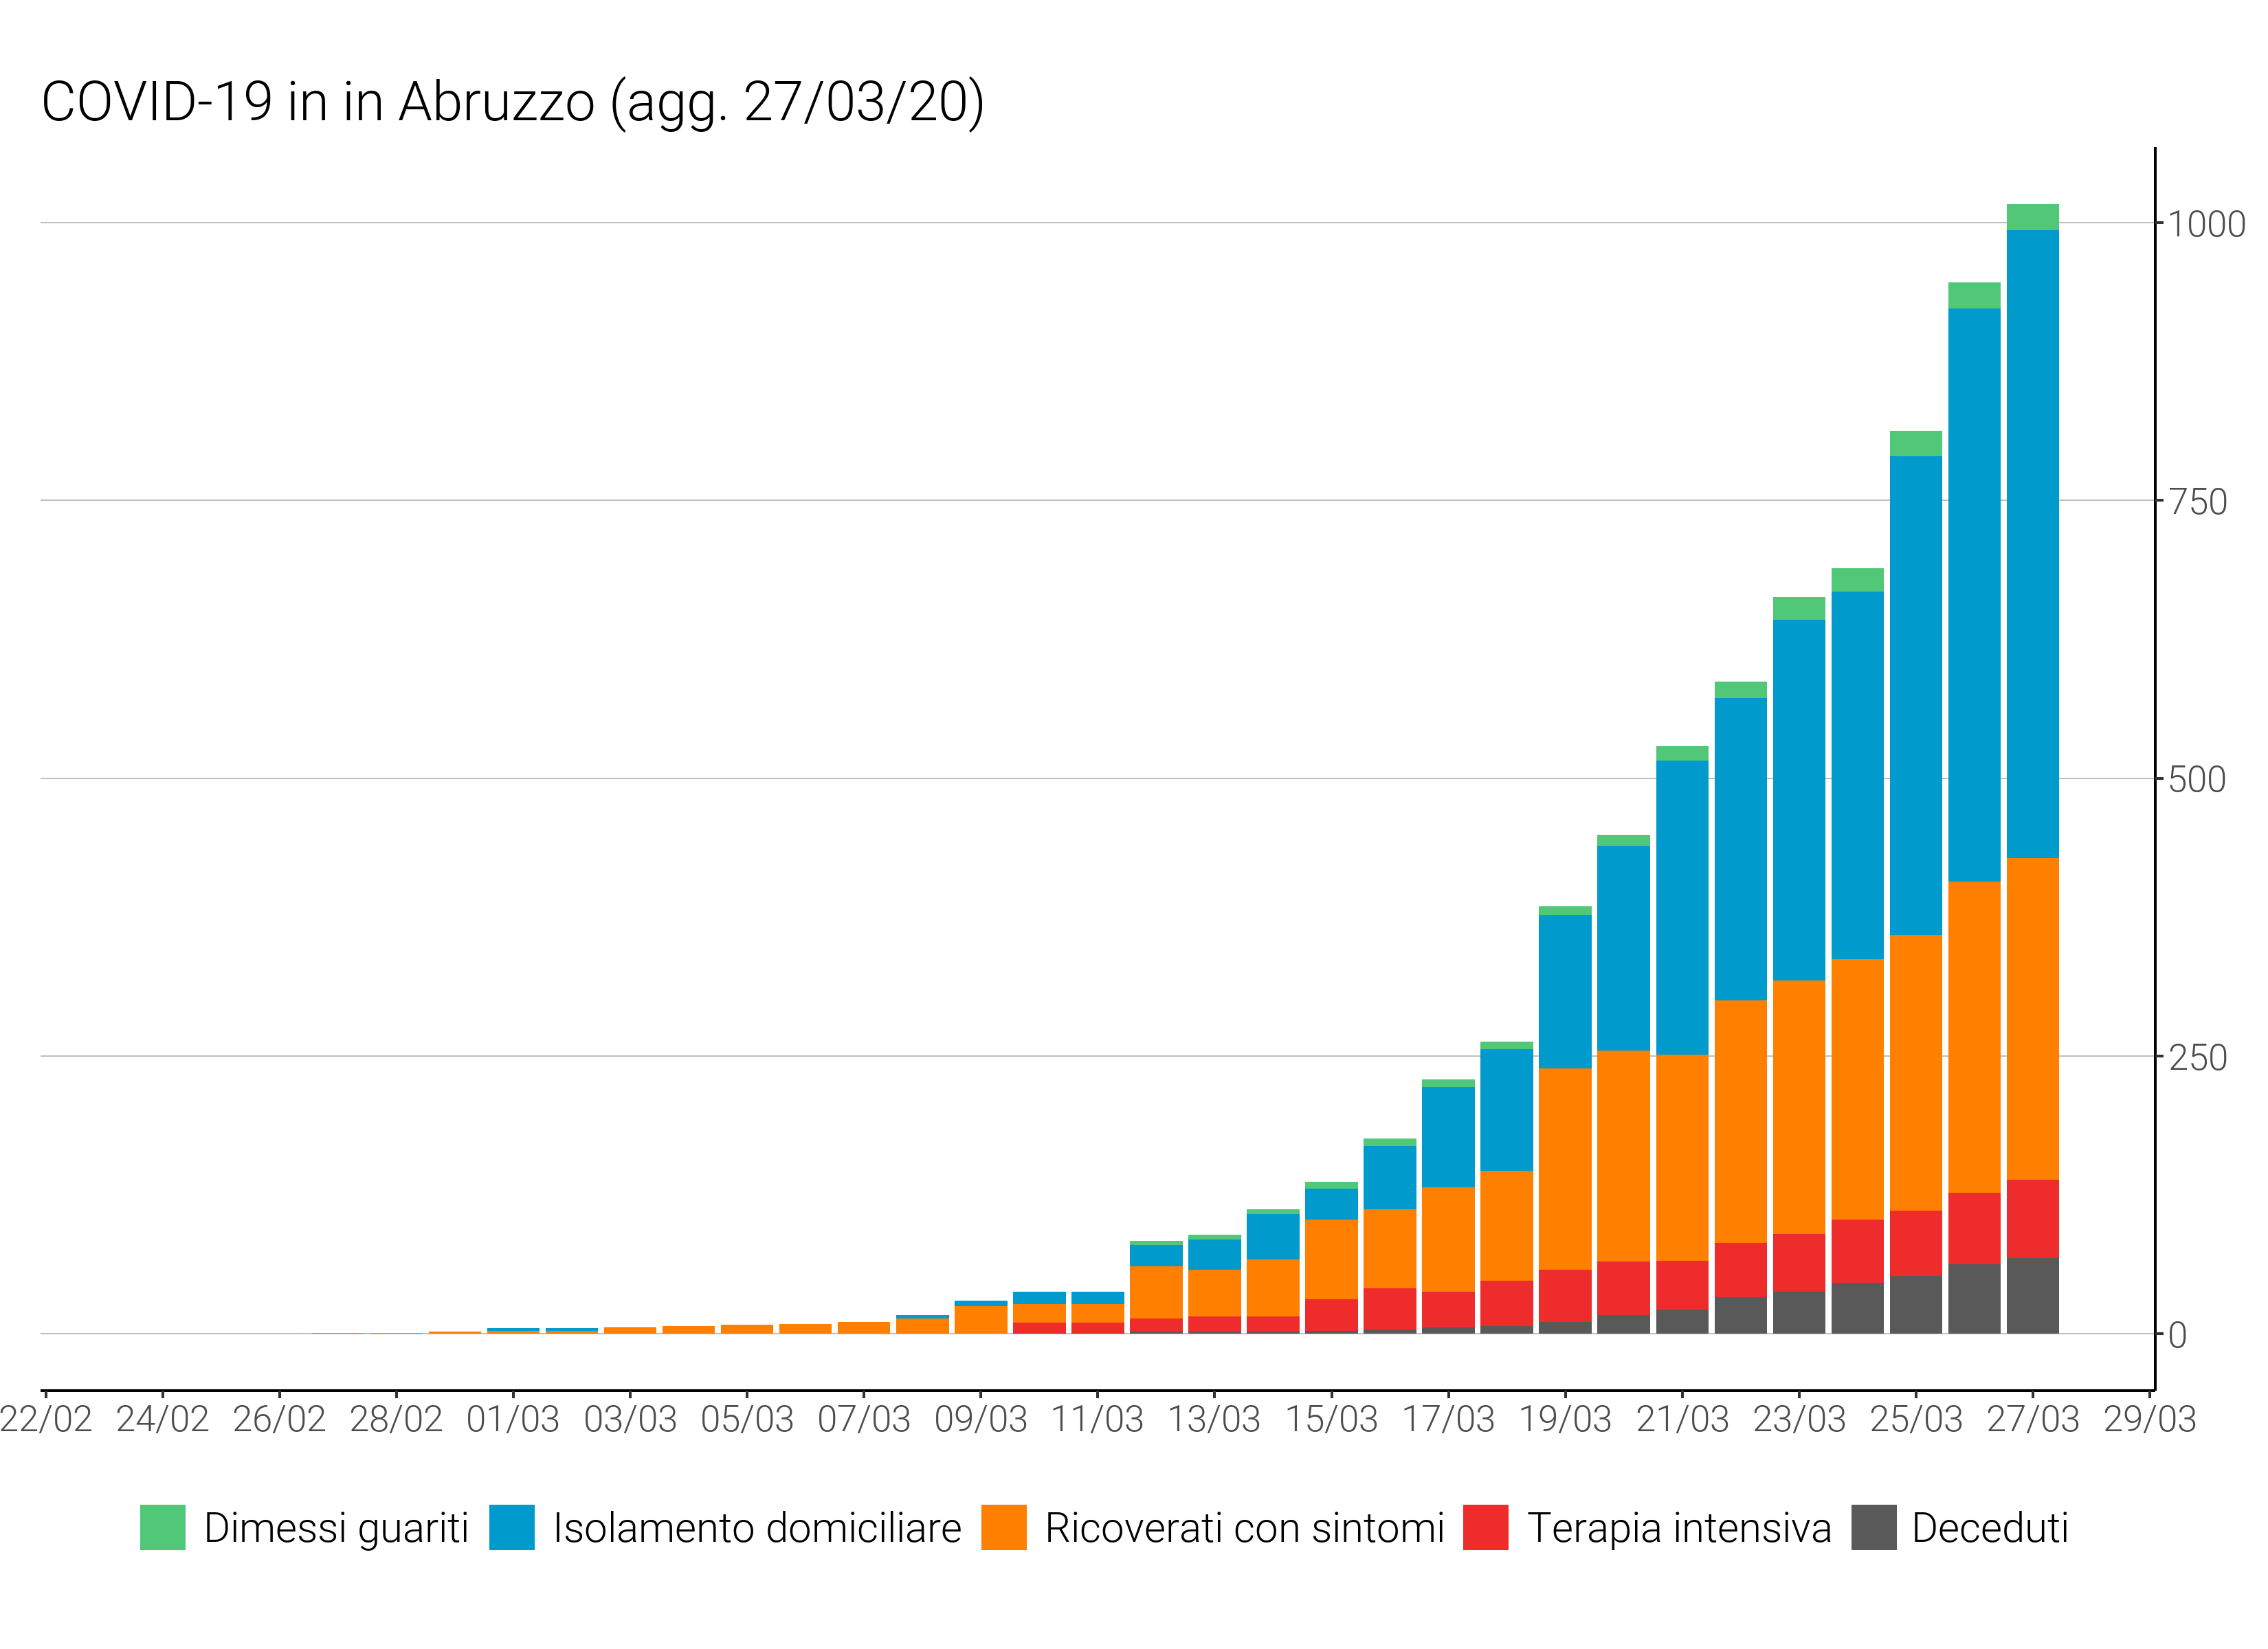 COVID-19 in in Abruzzo (agg. 27/03/20)
1000
750
500
250
0
22/02 24/02 26/02 28/02 01/03 03/03 05/03 07/03 09/03 11/03 13/03 15/03 17/03 19/03 21/03 23/03 25/03 27/03 29/03
Dimessi guariti Isolamento domiciliare Ricoverati con sintomi Terapia intensiva Deceduti